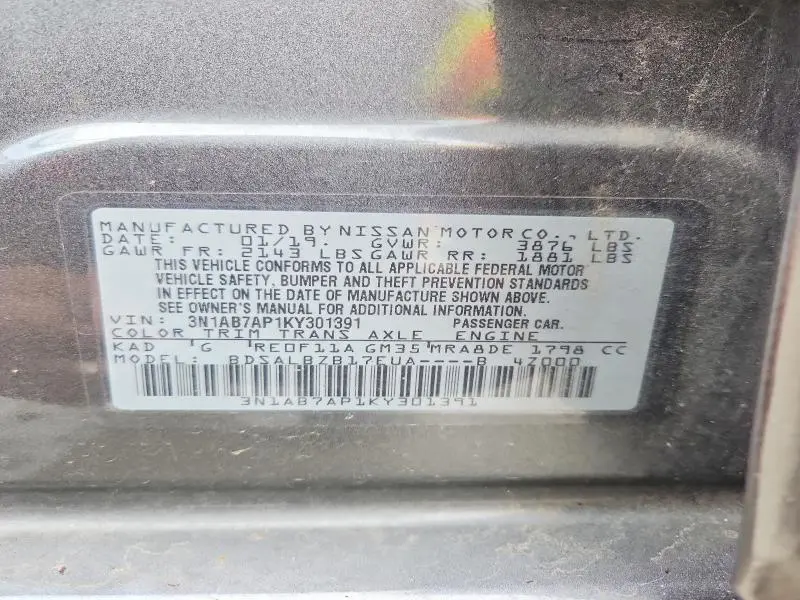 MANUFACTURED BY NISSAN MOTOR CO., LTD.
DATE: 01/19. GVWR: 3876 LBS
GAWR FR: 2143 LBS GAWR RR: 1881 LBS
THIS VEHICLE CONFORMS TO ALL APPLICABLE FEDERAL MOTOR
VEHICLE SAFETY, BUMPER AND THEFT PREVENTION STANDARDS
IN EFFECT ON THE DATE OF MANUFACTURE SHOWN ABOVE.
SEE OWNER'S MANUAL FOR ADDITIONAL INFORMATION.
VIN: 3N1AB7AP1KY301391 PASSENGER CAR.
COLOR TRIM TRANS AXLE ENGINE
KAD G RE0F11A GM35 MRA8DE 1798 CC
MODEL: BDSALBZB17EUA----B 4Z000
3N1AB7AP1KY301391